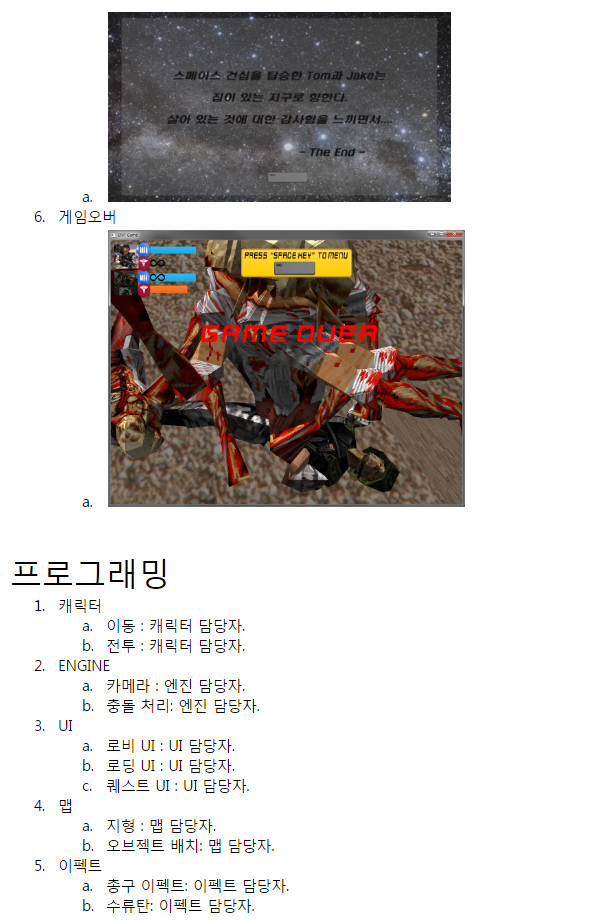 스페이스 건쉽을 탑승한 Tom과 Jake는
집이 있는 지구로 향한다.
살아 있는 것에 대한 감사함을 느끼면서....
- The End -
a.
6. 게임오버
PRESS "SPACE KEY" TO MENU
GAME OVER
a.
프로그래밍
1. 캐릭터
a. 이동 : 캐릭터 담당자.
b. 전투 : 캐릭터 담당자.
2. ENGINE
a. 카메라 : 엔진 담당자.
b. 충돌 처리: 엔진 담당자.
3. UI
a. 로비 UI : UI 담당자.
b. 로딩 UI : UI 담당자.
c. 퀘스트 UI : UI 담당자.
4. 맵
a. 지형 : 맵 담당자.
b. 오브젝트 배치: 맵 담당자.
5. 이펙트
a. 총구 이펙트: 이펙트 담당자.
b. 수류탄: 이펙트 담당자.